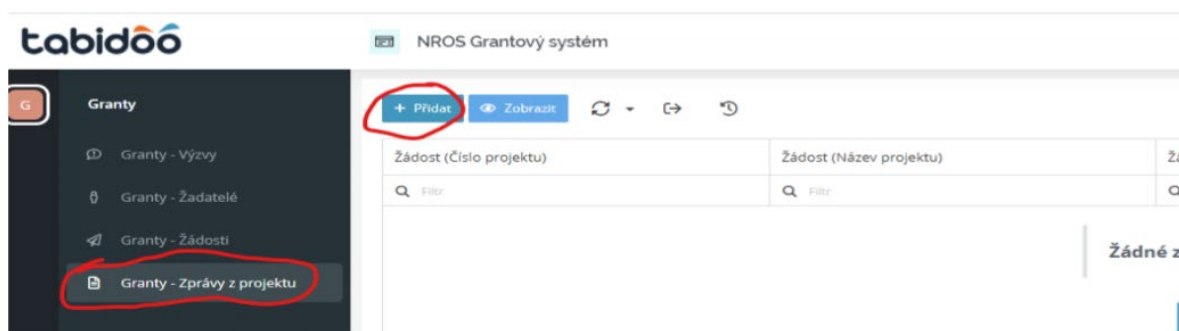 tabidoo
NROS Grantový systém
G
Granty
+ Přidat
Zobrazit
Granty - Výzvy
Granty - Žadatelé
Granty - Žádosti
Granty - Zprávy z projektu
Žádost (Číslo projektu)
Žádost (Název projektu)
Filtr
Filtr
Žádné z